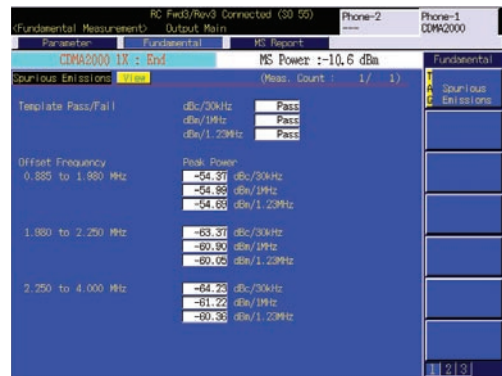 RC Fwd3/Rev3 Connected (SO 55)
<Fundamental Measurement> Output Main
Phone-2
----
Phone-1
CDMA2000
Parameter Fundamental MS Report
CDMA2000 1X : End MS Power :-10.6 dBm
Fundamental
Spurious Emissions View (Meas. Count : 1/ 1)
TAG Spurious
Emissions
Template Pass/Fail dBc/30kHz Pass
dBm/1MHz Pass
dBm/1.23MHz Pass
Offset Frequency Peak Power
0.885 to 1.980 MHz -54.37 dBc/30kHz
-54.99 dBm/1MHz
-54.69 dBm/1.23MHz
1.980 to 2.250 MHz -63.37 dBc/30kHz
-60.90 dBm/1MHz
-60.05 dBm/1.23MHz
2.250 to 4.000 MHz -64.23 dBc/30kHz
-61.22 dBm/1MHz
-60.36 dBm/1.23MHz
1 2 3